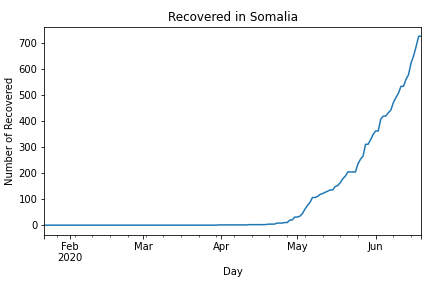 Recovered in Somalia
Number of Recovered
700
600
500
400
300
200
100
0
Feb
2020
Mar
Apr
May
Jun
Day